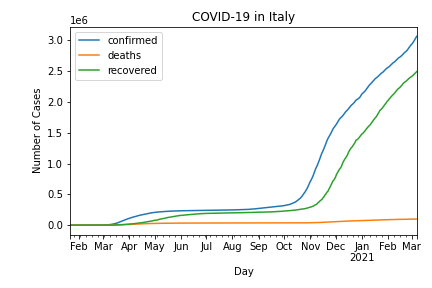 COVID-19 in Italy
1e6
confirmed
deaths
recovered
3.0
2.5
2.0
1.5
1.0
0.5
0.0
Number of Cases
Feb Mar Apr May Jun Jul Aug Sep Oct Nov Dec Jan Feb Mar
2021
Day